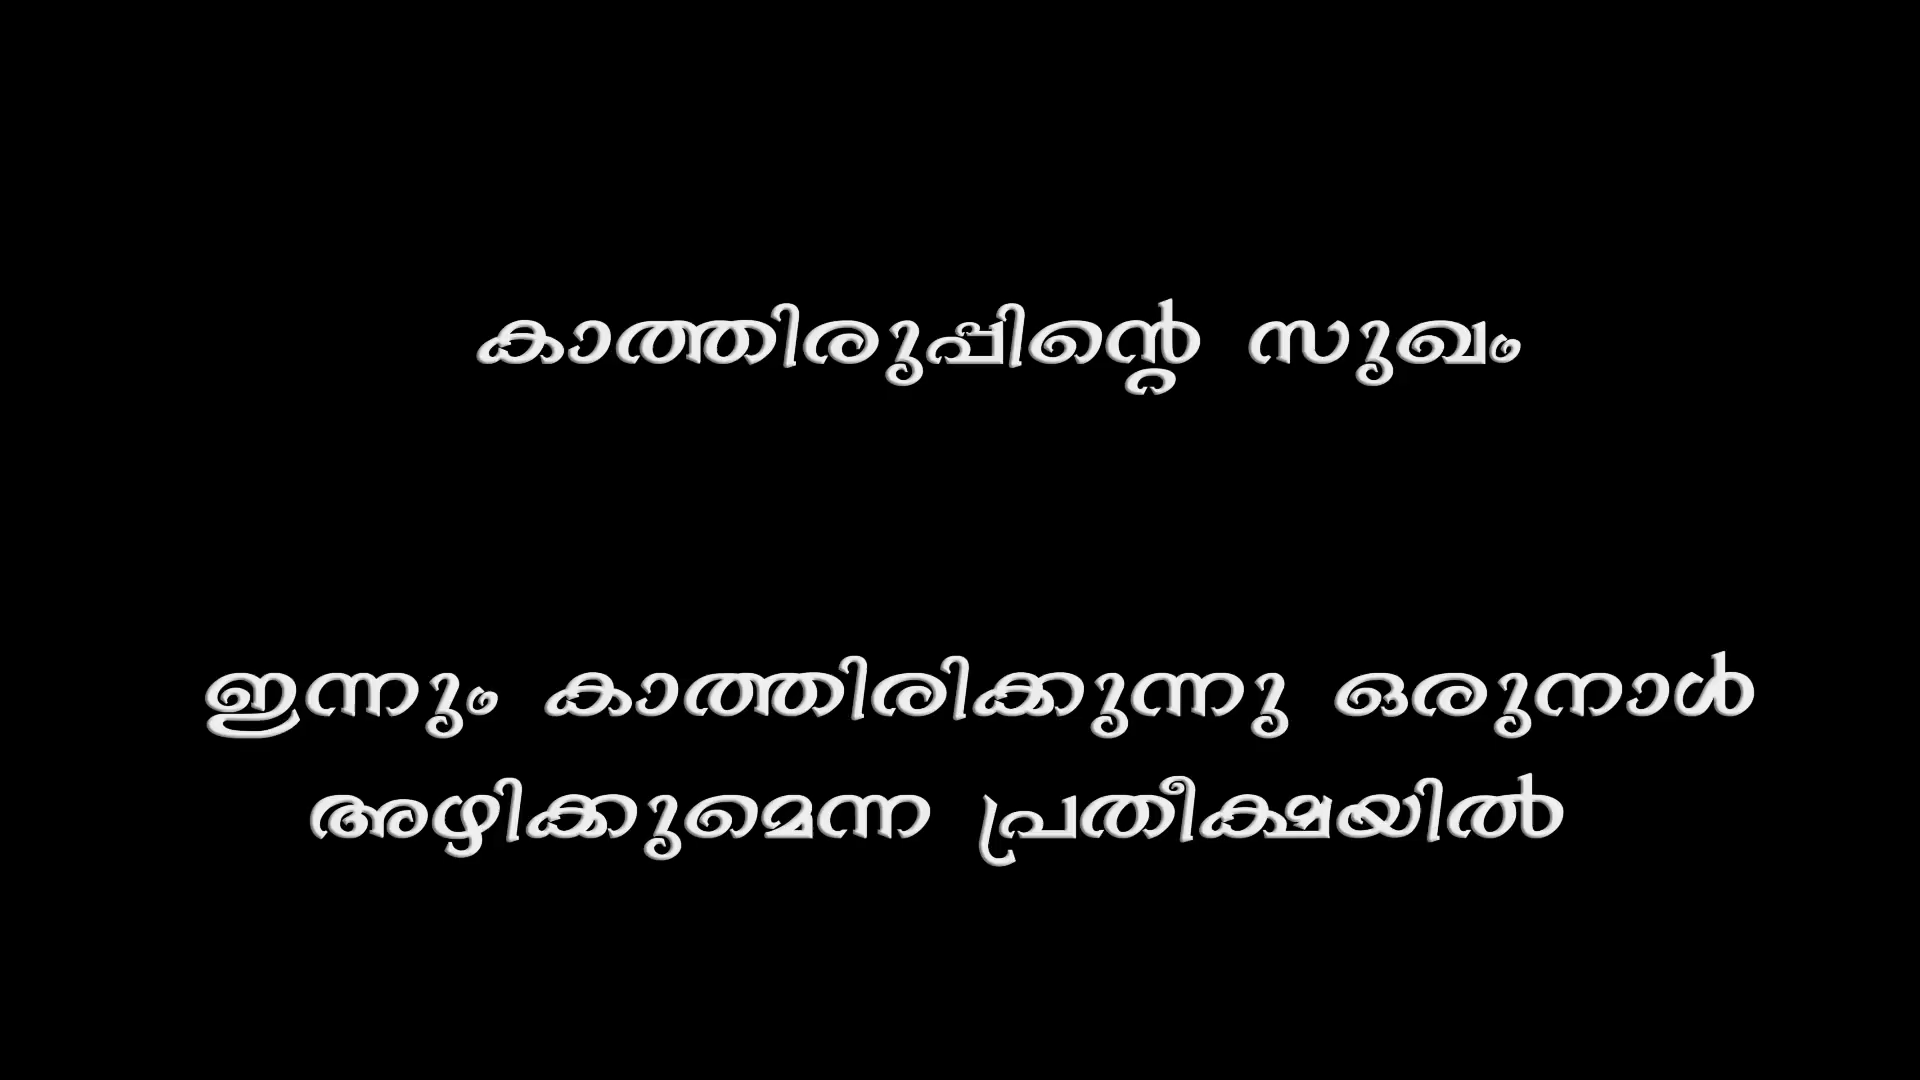 കാത്തിരുപ്പിന്റെ സുഖം
ഇന്നും കാത്തിരിക്കുന്നു ഒരുനാൾ
അഴിക്കുമെന്ന പ്രതീക്ഷയിൽ